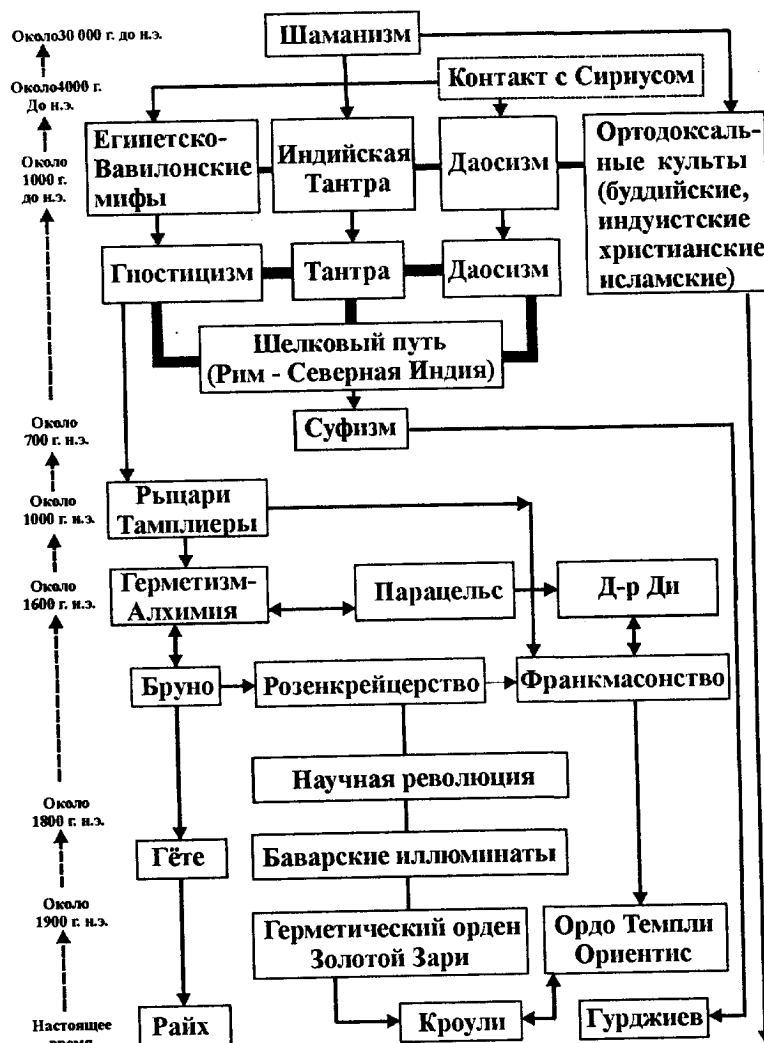 Около30 000 г. до н.э.
Шаманизм
Около4000 г.
До н.э.
Контакт с Сириусом
Около
1000 г.
до н.э.
Египетско-
Вавилонские
мифы
Индийская
Тантра
Даосизм
Ортодоксаль-
ные культы
(буддийские,
индуистские
христианские
исламские)
Гностицизм
Тантра
Даосизм
Шелковый путь
(Рим - Северная Индия)
Около
700 г. н.э.
Суфизм
Около
1000 г. н.э.
Рыцари
Тамплиеры
Около
1600 г. н.э.
Герметизм-
Алхимия
Парацельс
Д-р Ди
Бруно
Розенкрейцерство
Франкмасонство
Научная революция
Около
1800 г. н.э.
Гёте
Баварские иллюминаты
Около
1900 г. н.э.
Герметический орден
Золотой Зари
Ордо Темпли
Ориентис
Настоящее
время
Райх
Кроули
Гурджиев